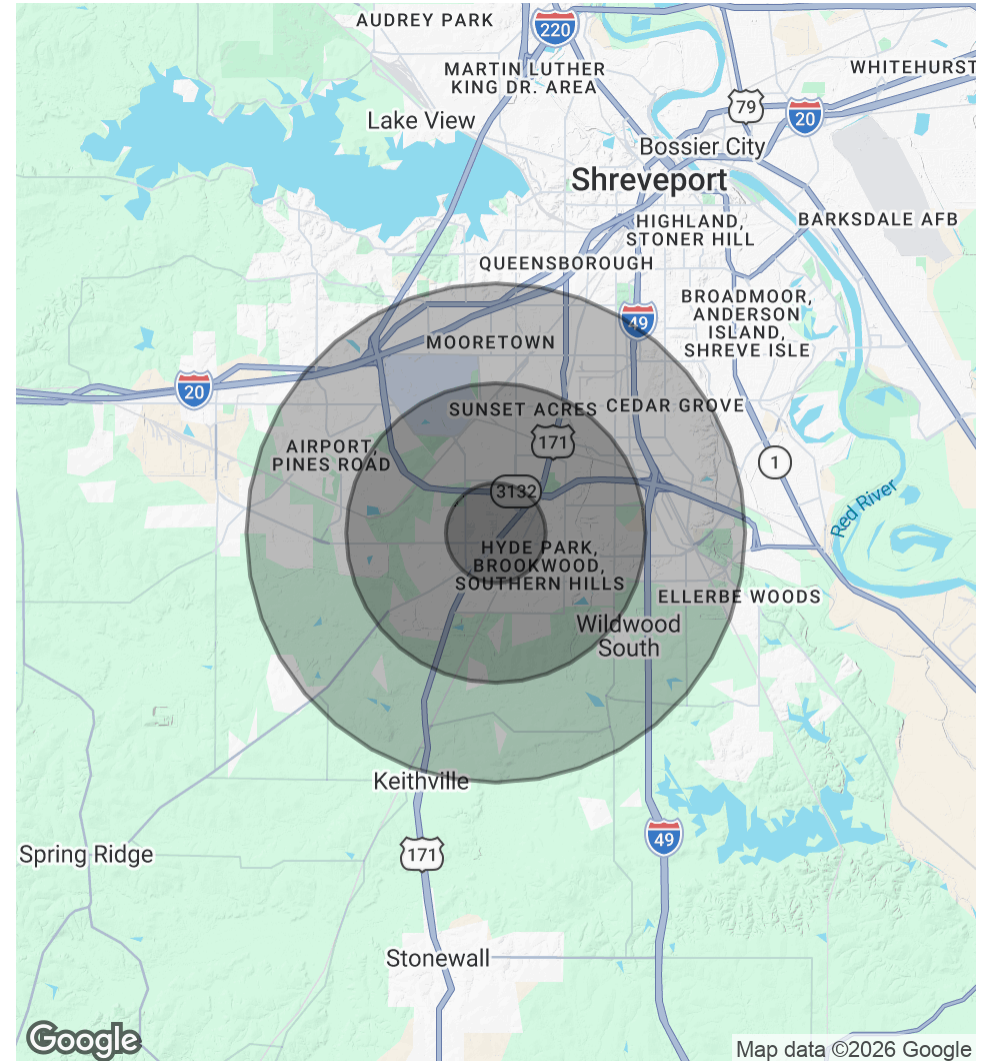 AUDREY PARK
220
MARTIN LUTHER
KING DR. AREA
WHITEHURST
79
20
Lake View
Bossier City
Shreveport
BARKSDALE AFB
HIGHLAND,
STONER HILL
QUEENSBOROUGH
BROADMOOR,
ANDERSON
ISLAND,
SHREVE ISLE
49
MOORETOWN
20
SUNSET ACRES
CEDAR GROVE
171
AIRPORT,
PINES ROAD
1
3132
Red River
HYDE PARK,
BROOKWOOD,
SOUTHERN HILLS
ELLERBE WOODS
Wildwood
South
Keithville
49
171
Spring Ridge
Stonewall
Google
Map data ©2026 Google